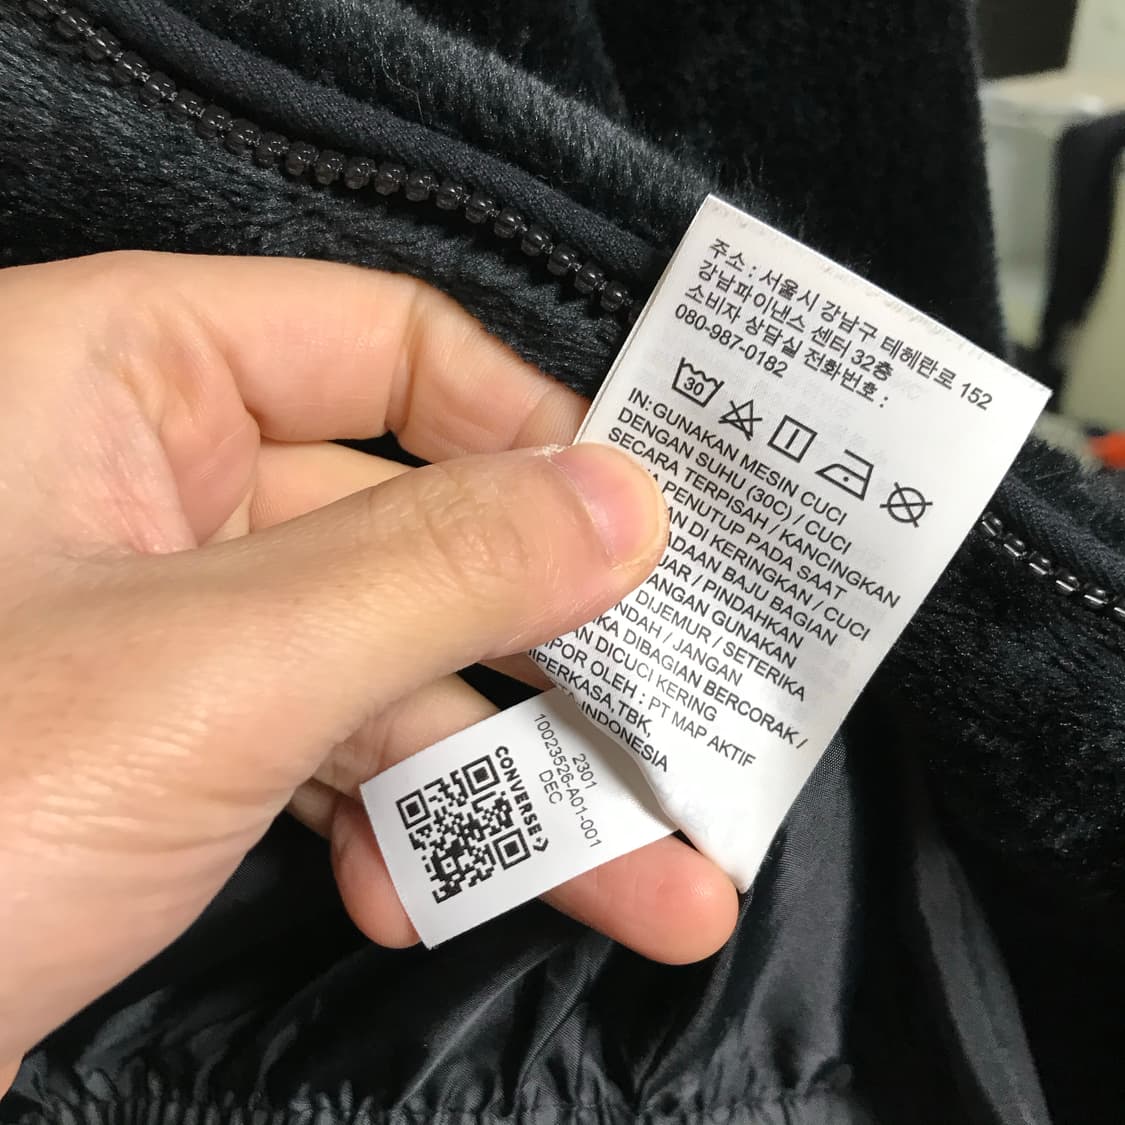 주소 : 서울시 강남구 테헤란로 152
강남파이낸스 센터 32층
소비자 상담실 전화번호 :
080-987-0182
30
IN: GUNAKAN MESIN CUCI
DENGAN SUHU (30C) / CUCI
SECARA TERPISAH / KANCINGKAN
PENUTUP PADA SAAT
DI KERINGKAN / CUCI
BAJU BAGIAN
/ PINDAHKAN
GUNAKAN
DIJEMUR / SETERIKA
/ JANGAN
DIBAGIAN BERCORAK /
DICUCI KERING
OLEH : PT MAP AKTIF
TBK,
INDONESIA
2301
10023526-A01-001
DEC
CONVERSE